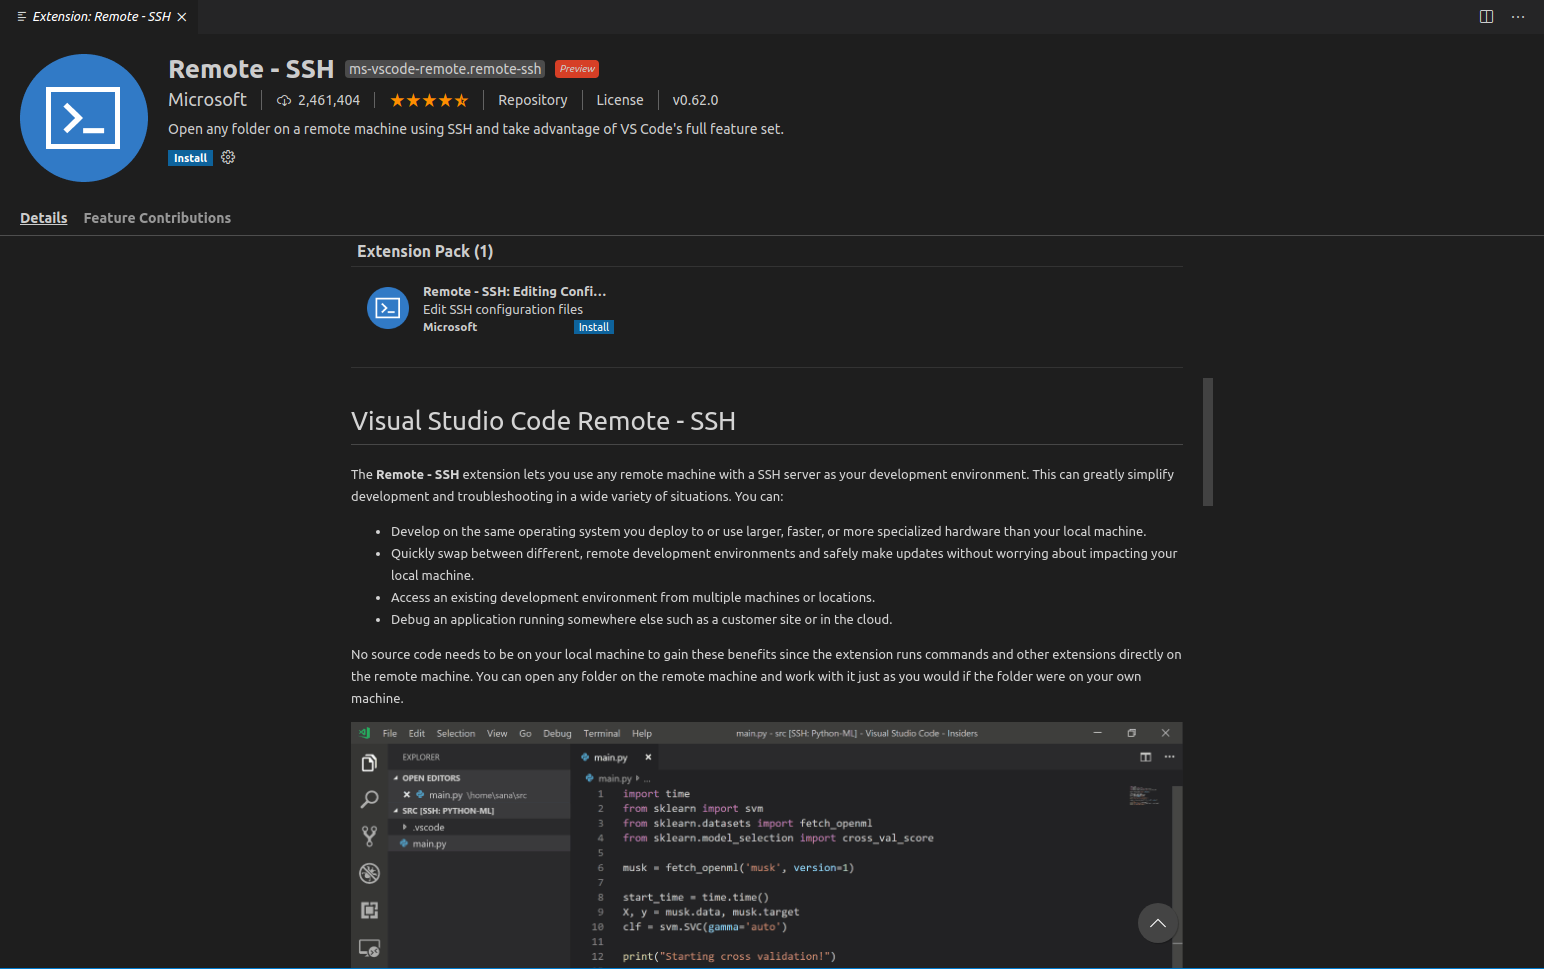 Extension: Remote - SSH
Remote - SSH ms-vscode-remote.remote-ssh Preview
Microsoft 2,461,404 Repository License v0.62.0
Open any folder on a remote machine using SSH and take advantage of VS Code's full feature set.
Install
Details Feature Contributions
Extension Pack (1)
Remote - SSH: Editing Confi...
Edit SSH configuration files
Microsoft Install
Visual Studio Code Remote - SSH
The Remote - SSH extension lets you use any remote machine with a SSH server as your development environment. This can greatly simplify
development and troubleshooting in a wide variety of situations. You can:
• Develop on the same operating system you deploy to or use larger, faster, or more specialized hardware than your local machine.
• Quickly swap between different, remote development environments and safely make updates without worrying about impacting your
local machine.
• Access an existing development environment from multiple machines or locations.
• Debug an application running somewhere else such as a customer site or in the cloud.
No source code needs to be on your local machine to gain these benefits since the extension runs commands and other extensions directly on
the remote machine. You can open any folder on the remote machine and work with it just as you would if the folder were on your own
machine.
File Edit Selection View Go Debug Terminal Help main.py - src [SSH: Python-ML] - Visual Studio Code - Insiders
EXPLORER
OPEN EDITORS
main.py \home\sana\src
SRC [SSH: PYTHON-ML]
.vscode
main.py
main.py
main.py ...
1 import time
2 from sklearn import svm
3 from sklearn.datasets import fetch_openml
4 from sklearn.model_selection import cross_val_score
5
6 musk = fetch_openml('musk', version=1)
7
8 start_time = time.time()
9 X, y = musk.data, musk.target
10 clf = svm.SVC(gamma='auto')
11
12 print("Starting cross validation!")